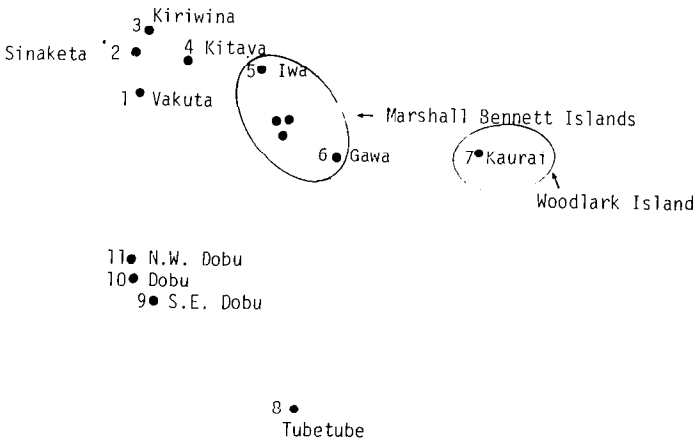 3 Kiriwina
Sinaketa 2
4 Kitava
5 Iwa
1 Vakuta
Marshall Bennett Islands
6 Gawa
7 Kaurai
Woodlark Island
11 N.W. Dobu
10 Dobu
9 S.E. Dobu
8
Tubetube